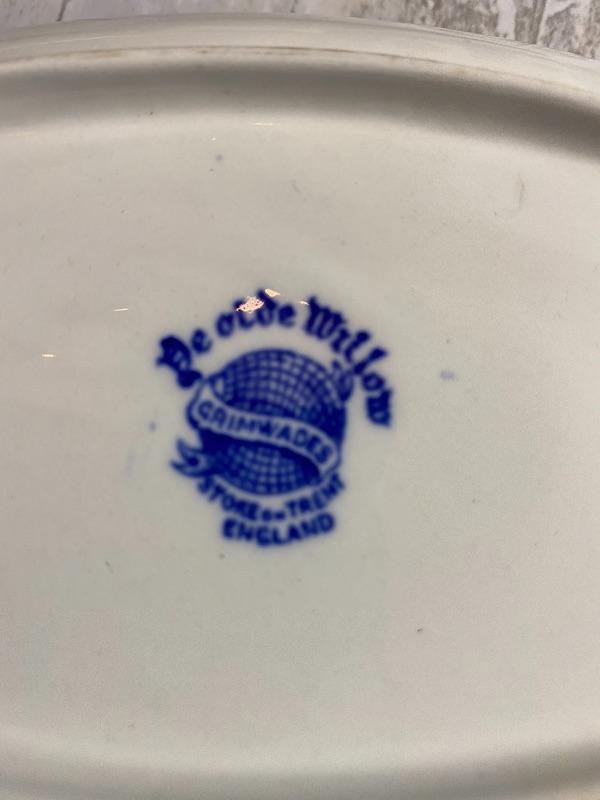 Ye olde Willow
GRIMWADES
STOKE on TRENT
ENGLAND